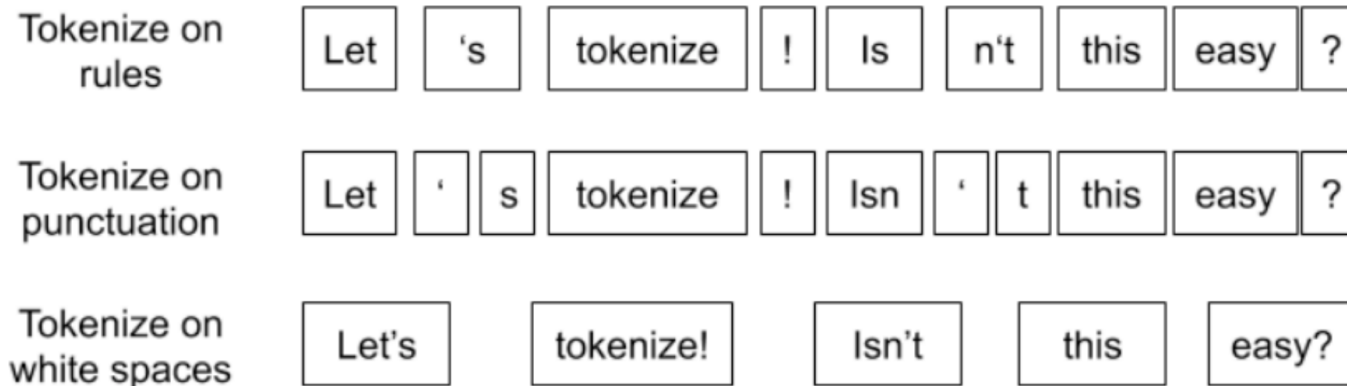 Tokenize on
rules
Let ‘s tokenize ! Is n‘t this easy ?
Tokenize on
punctuation
Let ‘ s tokenize ! Isn ‘ t this easy ?
Tokenize on
white spaces
Let’s tokenize! Isn’t this easy?